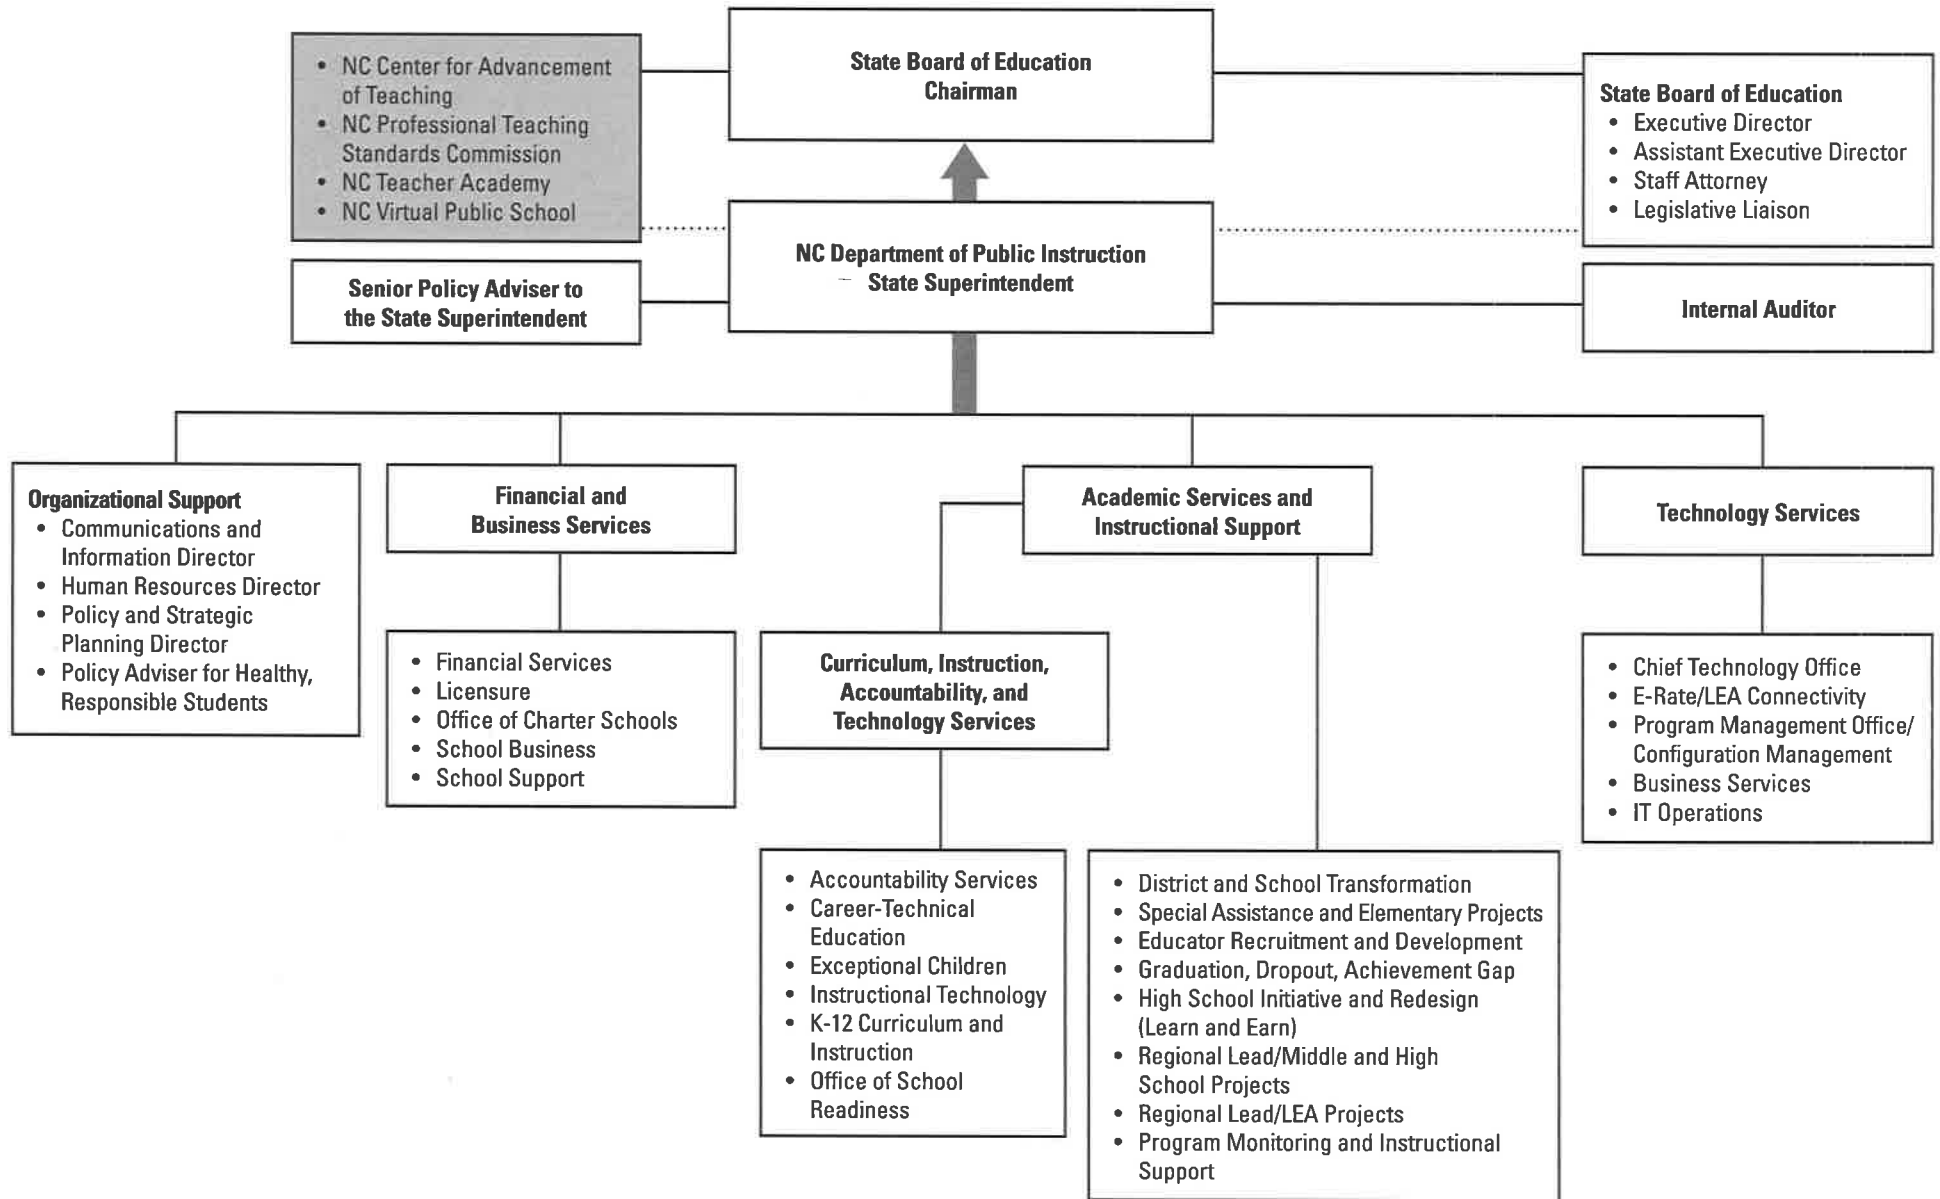 • NC Center for Advancement
of Teaching
• NC Professional Teaching
Standards Commission
• NC Teacher Academy
• NC Virtual Public School
State Board of Education
Chairman
State Board of Education
• Executive Director
• Assistant Executive Director
• Staff Attorney
• Legislative Liaison
NC Department of Public Instruction
State Superintendent
Senior Policy Adviser to
the State Superintendent
Internal Auditor
Organizational Support
• Communications and
Information Director
• Human Resources Director
• Policy and Strategic
Planning Director
• Policy Adviser for Healthy,
Responsible Students
Financial and
Business Services
• Financial Services
• Licensure
• Office of Charter Schools
• School Business
• School Support
Academic Services and
Instructional Support
Curriculum, Instruction,
Accountability, and
Technology Services
• Accountability Services
• Career-Technical
Education
• Exceptional Children
• Instructional Technology
• K-12 Curriculum and
Instruction
• Office of School
Readiness
• District and School Transformation
• Special Assistance and Elementary Projects
• Educator Recruitment and Development
• Graduation, Dropout, Achievement Gap
• High School Initiative and Redesign
(Learn and Earn)
• Regional Lead/Middle and High
School Projects
• Regional Lead/LEA Projects
• Program Monitoring and Instructional
Support
Technology Services
• Chief Technology Office
• E-Rate/LEA Connectivity
• Program Management Office/
Configuration Management
• Business Services
• IT Operations